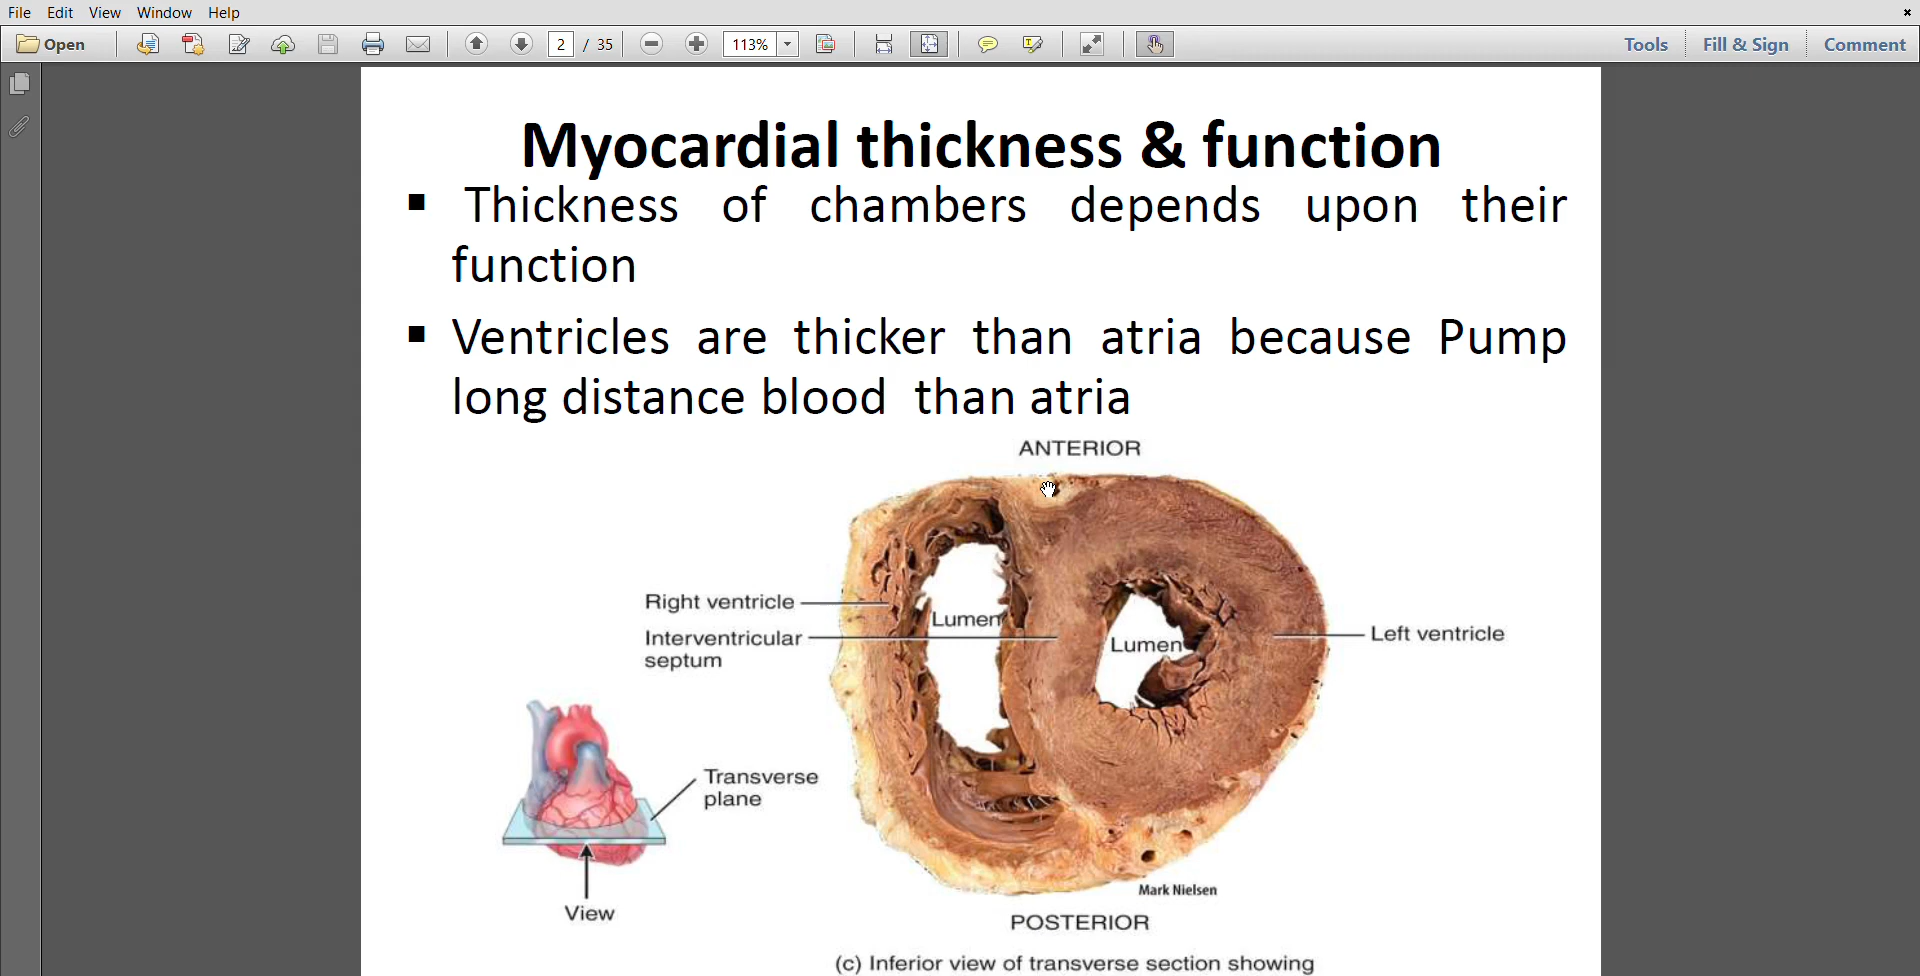 File Edit View Window Help
Open 2 / 35 113% Tools Fill & Sign Comment
Myocardial thickness & function
▪ Thickness of chambers depends upon their
function
▪ Ventricles are thicker than atria because Pump
long distance blood than atria
ANTERIOR
Right ventricle
Lumen
Interventricular
septum
Lumen
Left ventricle
Transverse
plane
View
Mark Nielsen
POSTERIOR
(c) Inferior view of transverse section showing